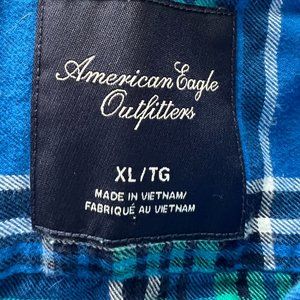 American Eagle
Outfitters
XL/TG
MADE IN VIETNAM/
FABRIQUÉ AU VIETNAM